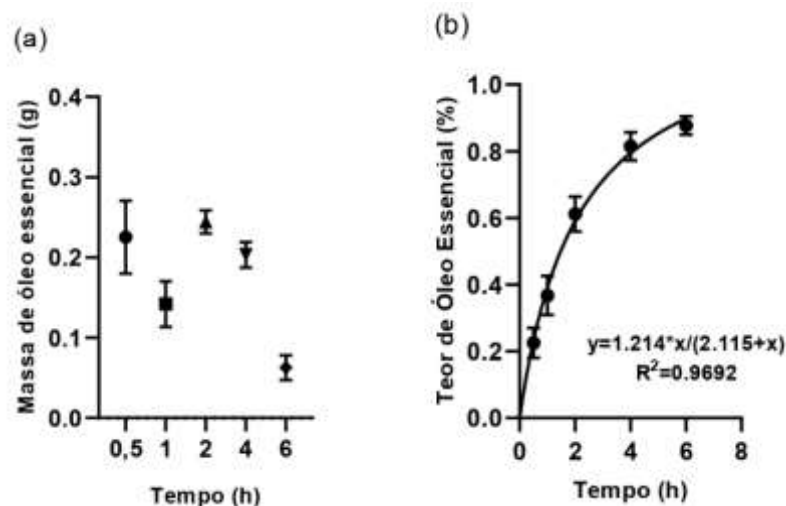 (a)
Massa de óleo essencial (g)
0.4
0.3
0.2
0.1
0.0
0,5 1 2 4 6
Tempo (h)
(b)
Teor de Óleo Essencial (%)
1.0
0.8
0.6
0.4
0.2
0.0
y=1.214*x/(2.115+x)
R²=0.9692
0 2 4 6 8
Tempo (h)